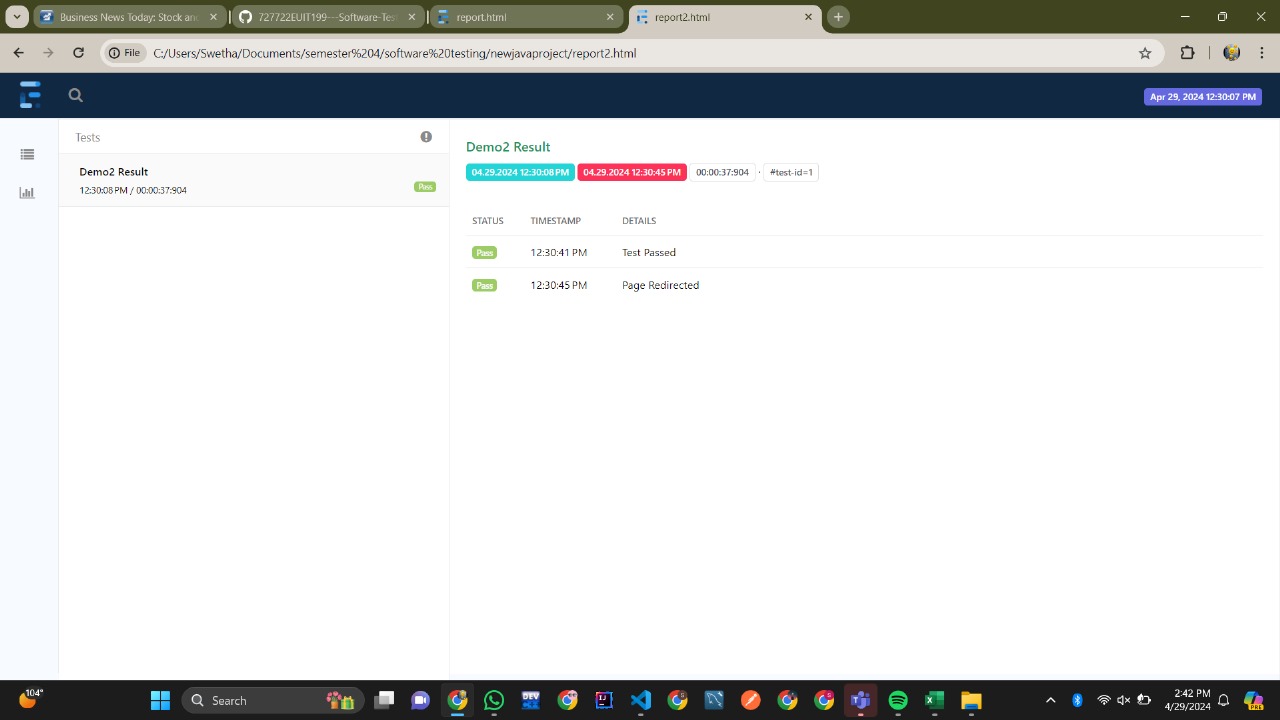 Business News Today: Stock and
727722EUIT199---Software-Test
report.html
report2.html
File
C:/Users/Swetha/Documents/semester%204/software%20testing/newjavaproject/report2.html
Apr 29, 2024 12:30:07 PM
Tests
Demo2 Result
12:30:08 PM / 00:00:37:904
Pass
Demo2 Result
04.29.2024 12:30:08 PM 04.29.2024 12:30:45 PM 00:00:37:904 · #test-id=1
STATUS TIMESTAMP DETAILS
Pass 12:30:41 PM Test Passed
Pass 12:30:45 PM Page Redirected
104°
Search
DEV
PRE
2:42 PM
4/29/2024